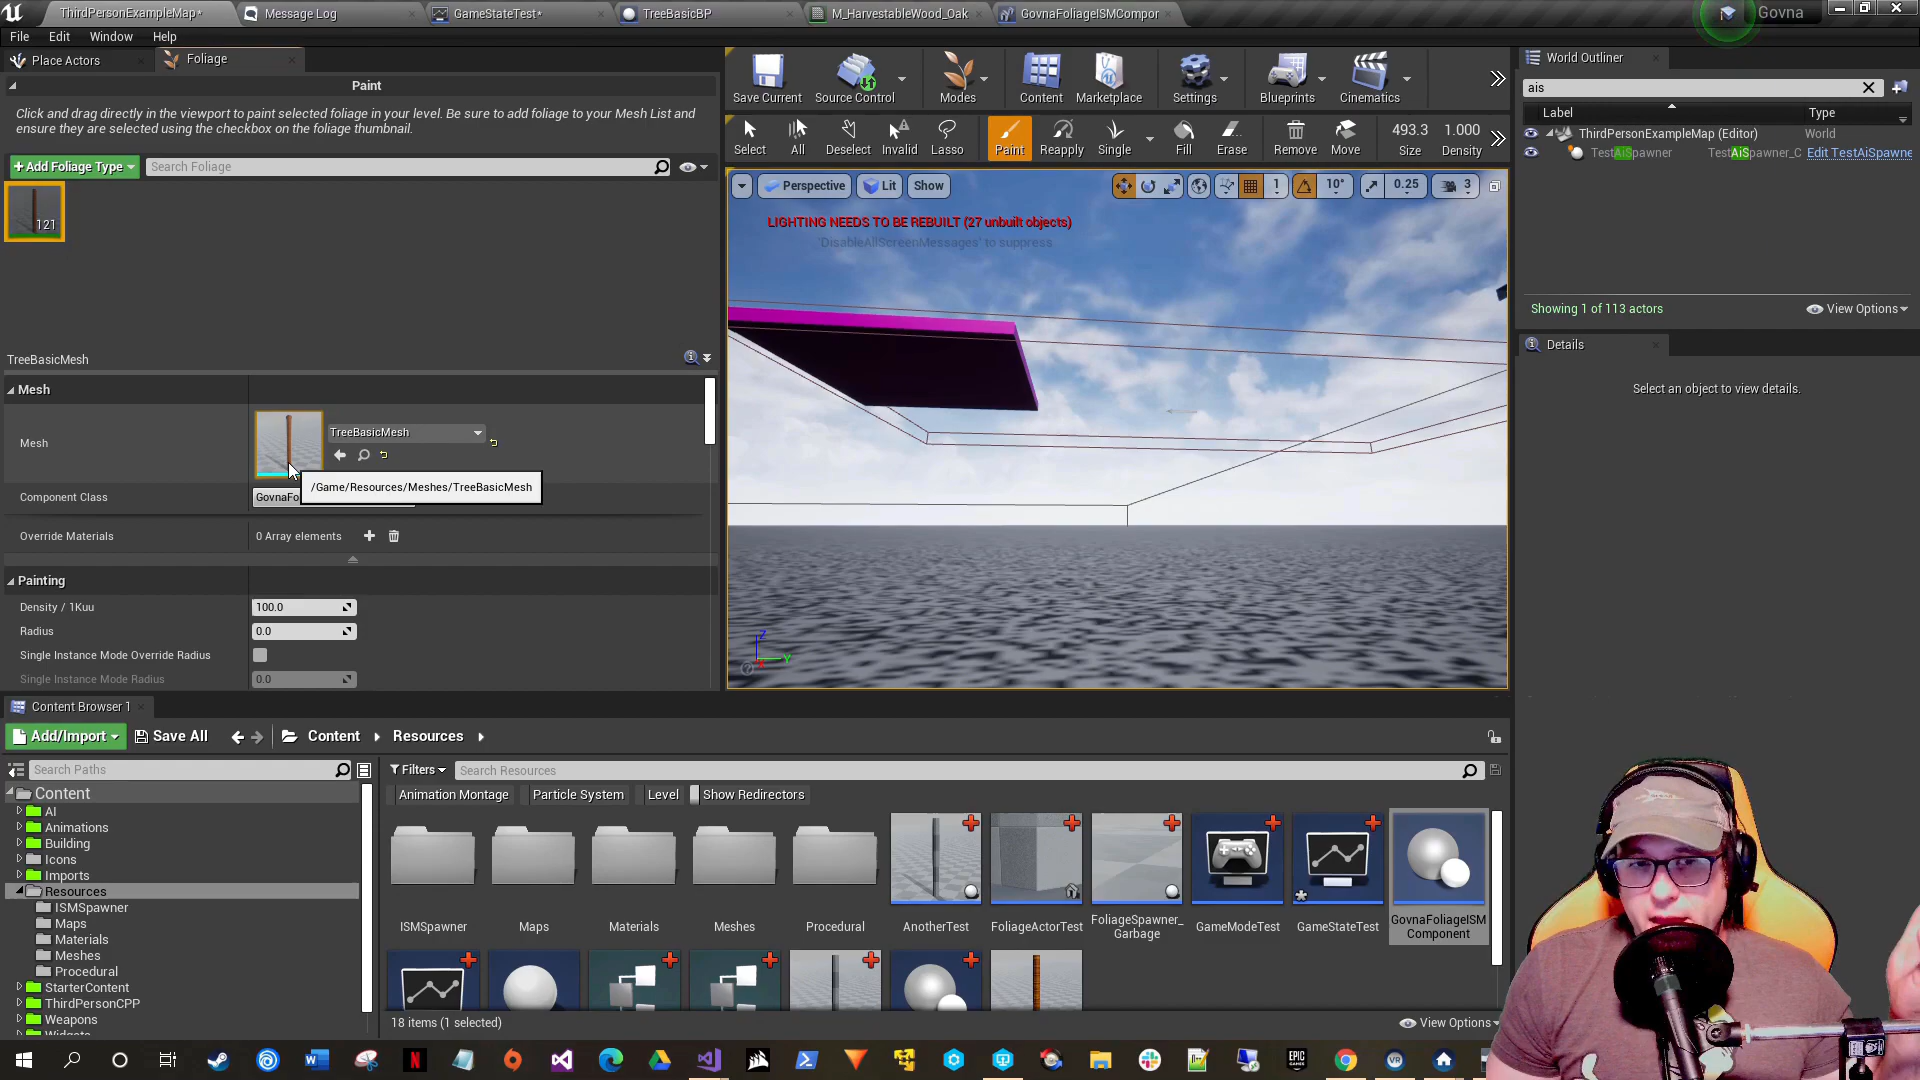 ThirdPersonExampleMap*
Message Log
GameStateTest*
TreeBasicBP
M_HarvestableWood_Oak
GovnaFoliageISMCompor
Govna
File Edit Window Help
Place Actors
Foliage
Paint
Click and drag directly in the viewport to paint selected foliage in your level. Be sure to add foliage to your Mesh List and
ensure they are selected using the checkbox on the foliage thumbnail.
+Add Foliage Type
Search Foliage
121
TreeBasicMesh
Mesh
Mesh
TreeBasicMesh
/Game/Resources/Meshes/TreeBasicMesh
Component Class
GovnaFo
Override Materials
0 Array elements
Painting
Density / 1Kuu
100.0
Radius
0.0
Single Instance Mode Override Radius
Single Instance Mode Radius
0.0
Save Current
Source Control
Modes
Content
Marketplace
Settings
Blueprints
Cinematics
Select
All
Deselect
Invalid
Lasso
Paint
Reapply
Single
Fill
Erase
Remove
Move
493.3
Size
1.000
Density
Perspective
Lit
Show
1
10°
0.25
3
LIGHTING NEEDS TO BE REBUILT (27 unbuilt objects)
'DisableAllScreenMessages' to suppress
Z
Y
X
World Outliner
ais
Label
Type
ThirdPersonExampleMap (Editor)
World
TestAiSpawner
TestAiSpawner_C
Edit TestAiSpawne
Showing 1 of 113 actors
View Options
Details
Select an object to view details.
Content Browser 1
Add/Import
Save All
Content
Resources
Search Paths
Filters
Search Resources
Animation Montage
Particle System
Level
Show Redirectors
Content
AI
Animations
Building
Icons
Imports
Resources
ISMSpawner
Maps
Materials
Meshes
Procedural
StarterContent
ThirdPersonCPP
Weapons
Widgets
ISMSpawner
Maps
Materials
Meshes
Procedural
AnotherTest
FoliageActorTest
FoliageSpawner_
Garbage
GameModeTest
GameStateTest
GovnaFoliageISM
Component
18 items (1 selected)
View Options
EPIC
GAMES